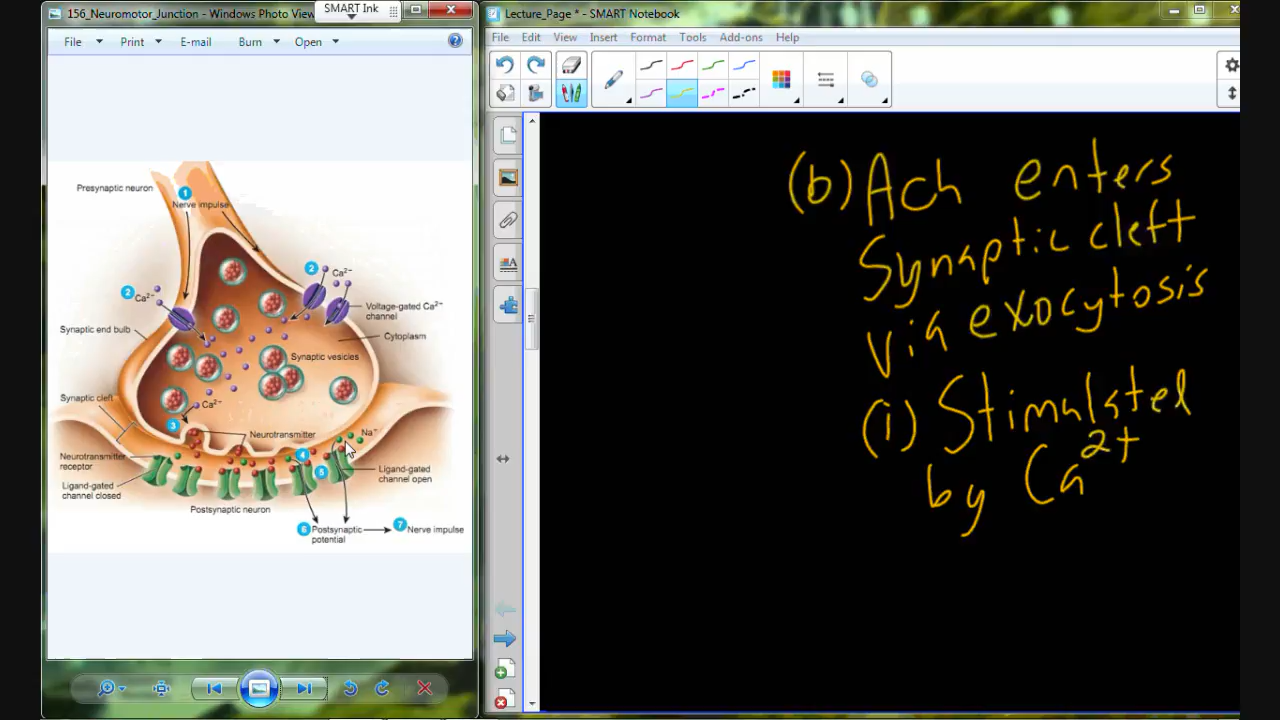 156_Neuromotor_Junction - Windows Photo View
SMART Ink
File Print E-mail Burn Open
Presynaptic neuron
1
Nerve impulse
2
Ca2−
2
Ca2−
Voltage-gated Ca2−
channel
Synaptic end bulb
Cytoplasm
Synaptic vesicles
Synaptic cleft
Ca2−
3
Neurotransmitter
Na+
4
Neurotransmitter
receptor
5
Ligand-gated
channel open
Ligand-gated
channel closed
Postsynaptic neuron
6 Postsynaptic
potential
7 Nerve impulse
Lecture_Page * - SMART Notebook
File Edit View Insert Format Tools Add-ons Help
(b) Ach enters
Synaptic cleft
via exocytosis
(i) Stimulated
by Ca2+